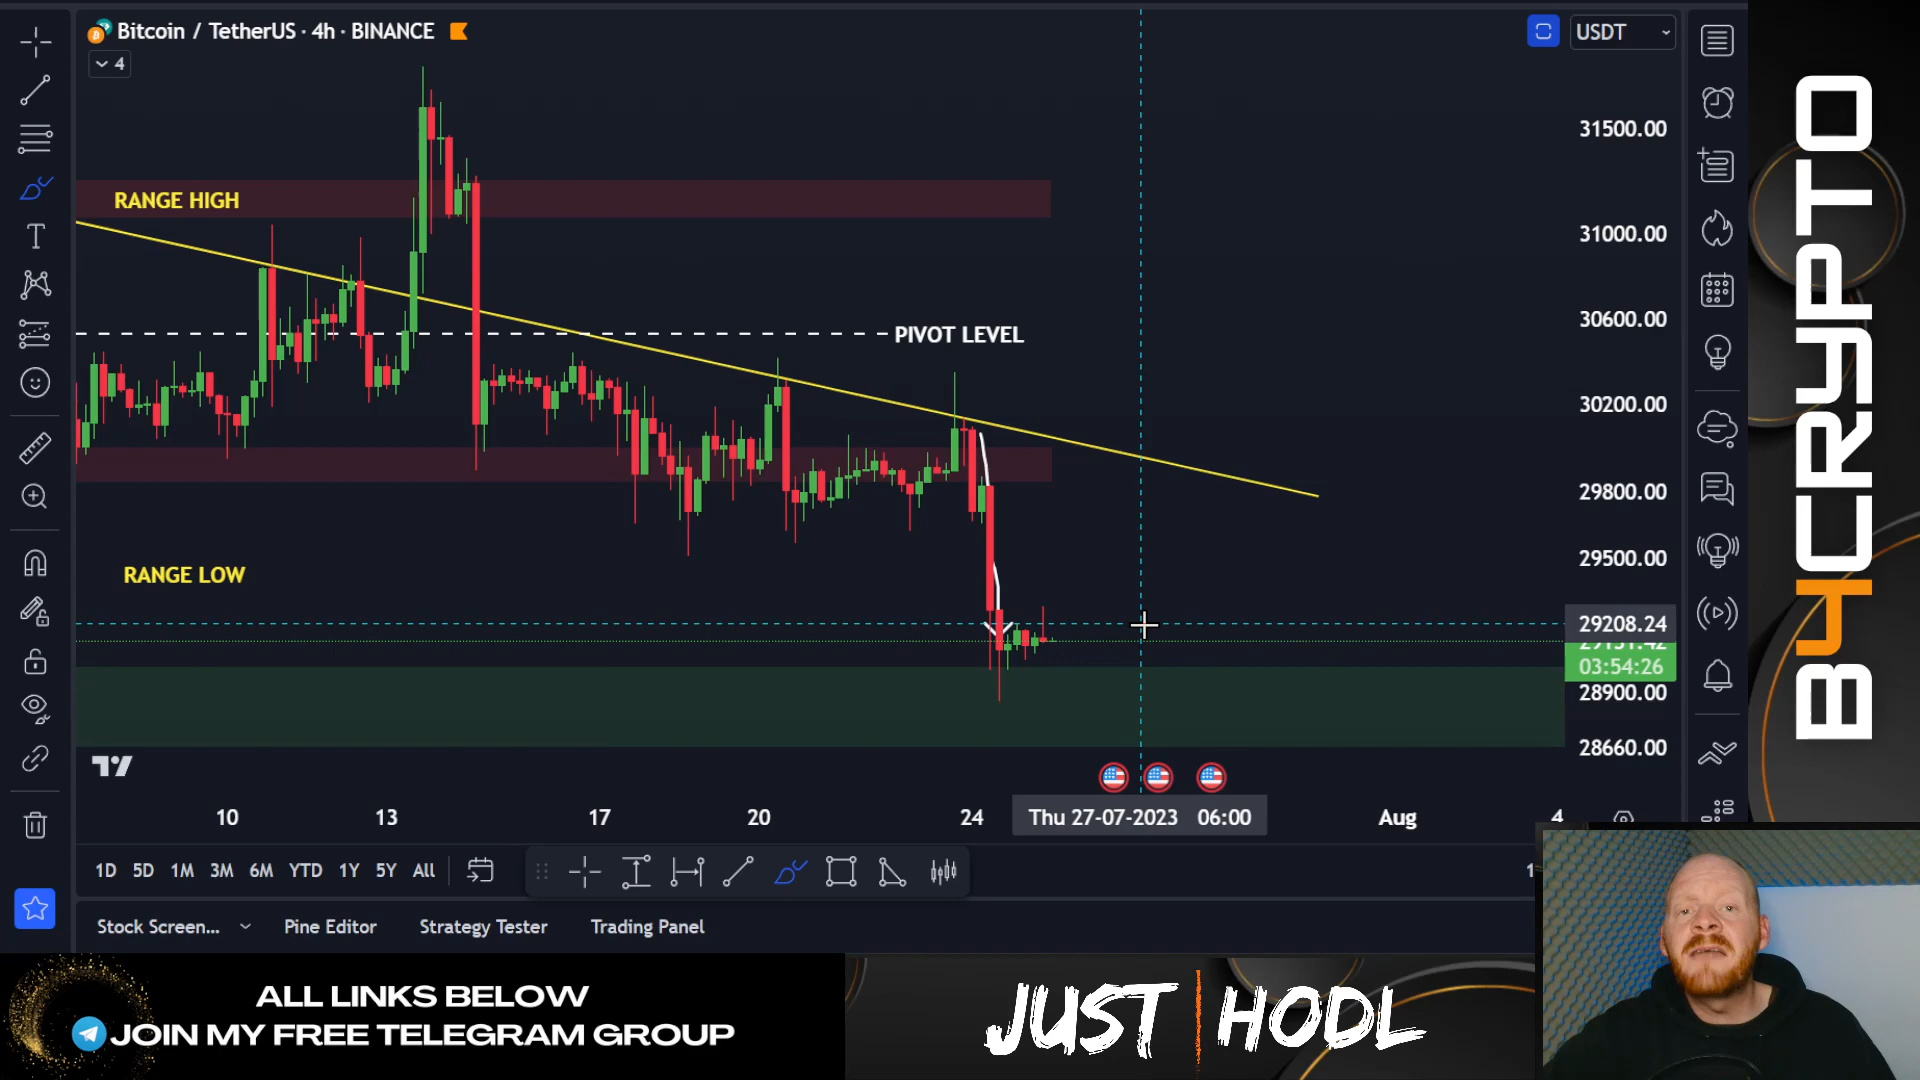 Bitcoin / TetherUS · 4h · BINANCE
4
USDT
31500.00
RANGE HIGH
31000.00
30600.00
PIVOT LEVEL
30200.00
29800.00
29500.00
RANGE LOW
29208.24
29151.42
03:54:26
28900.00
28660.00
10 13 17 20 24 Thu 27-07-2023 06:00 Aug 4
1D 5D 1M 3M 6M YTD 1Y 5Y All
Stock Screen... Pine Editor Strategy Tester Trading Panel
ALL LINKS BELOW
JOIN MY FREE TELEGRAM GROUP
JUST HODL
B4CRYPTO